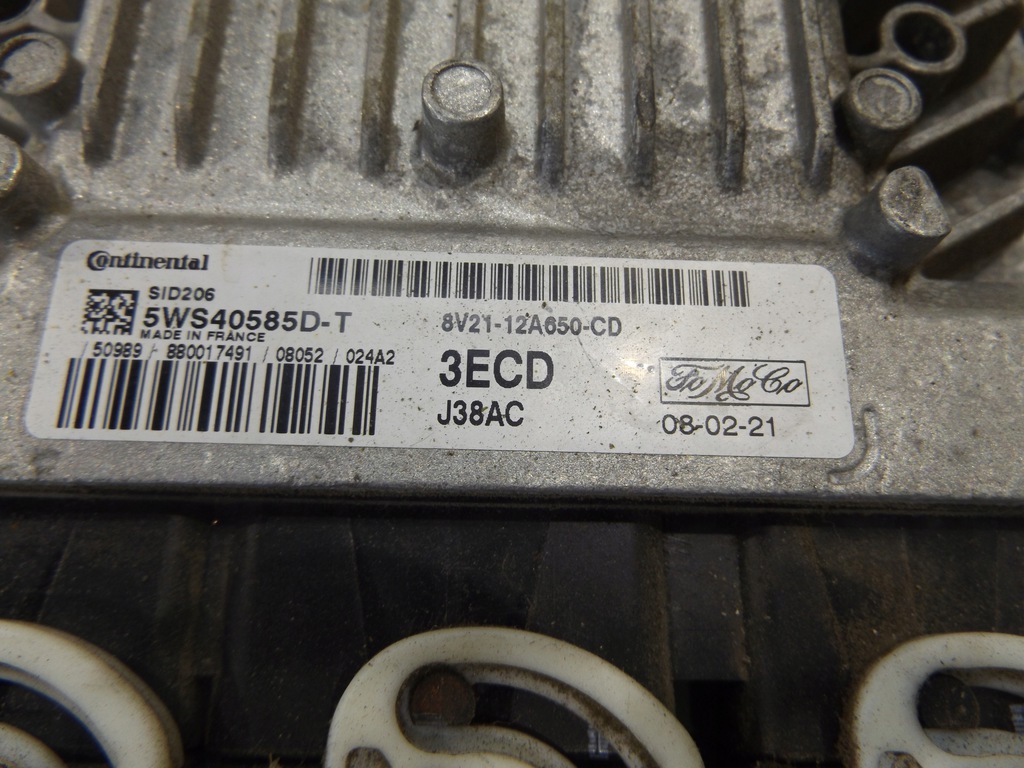 Continental
SID206
5WS40585D-T
MADE IN FRANCE
50989 / 880017491 / 08052 / 024A2
8V21-12A650-CD
3ECD
J38AC
FoMoCo
08-02-21